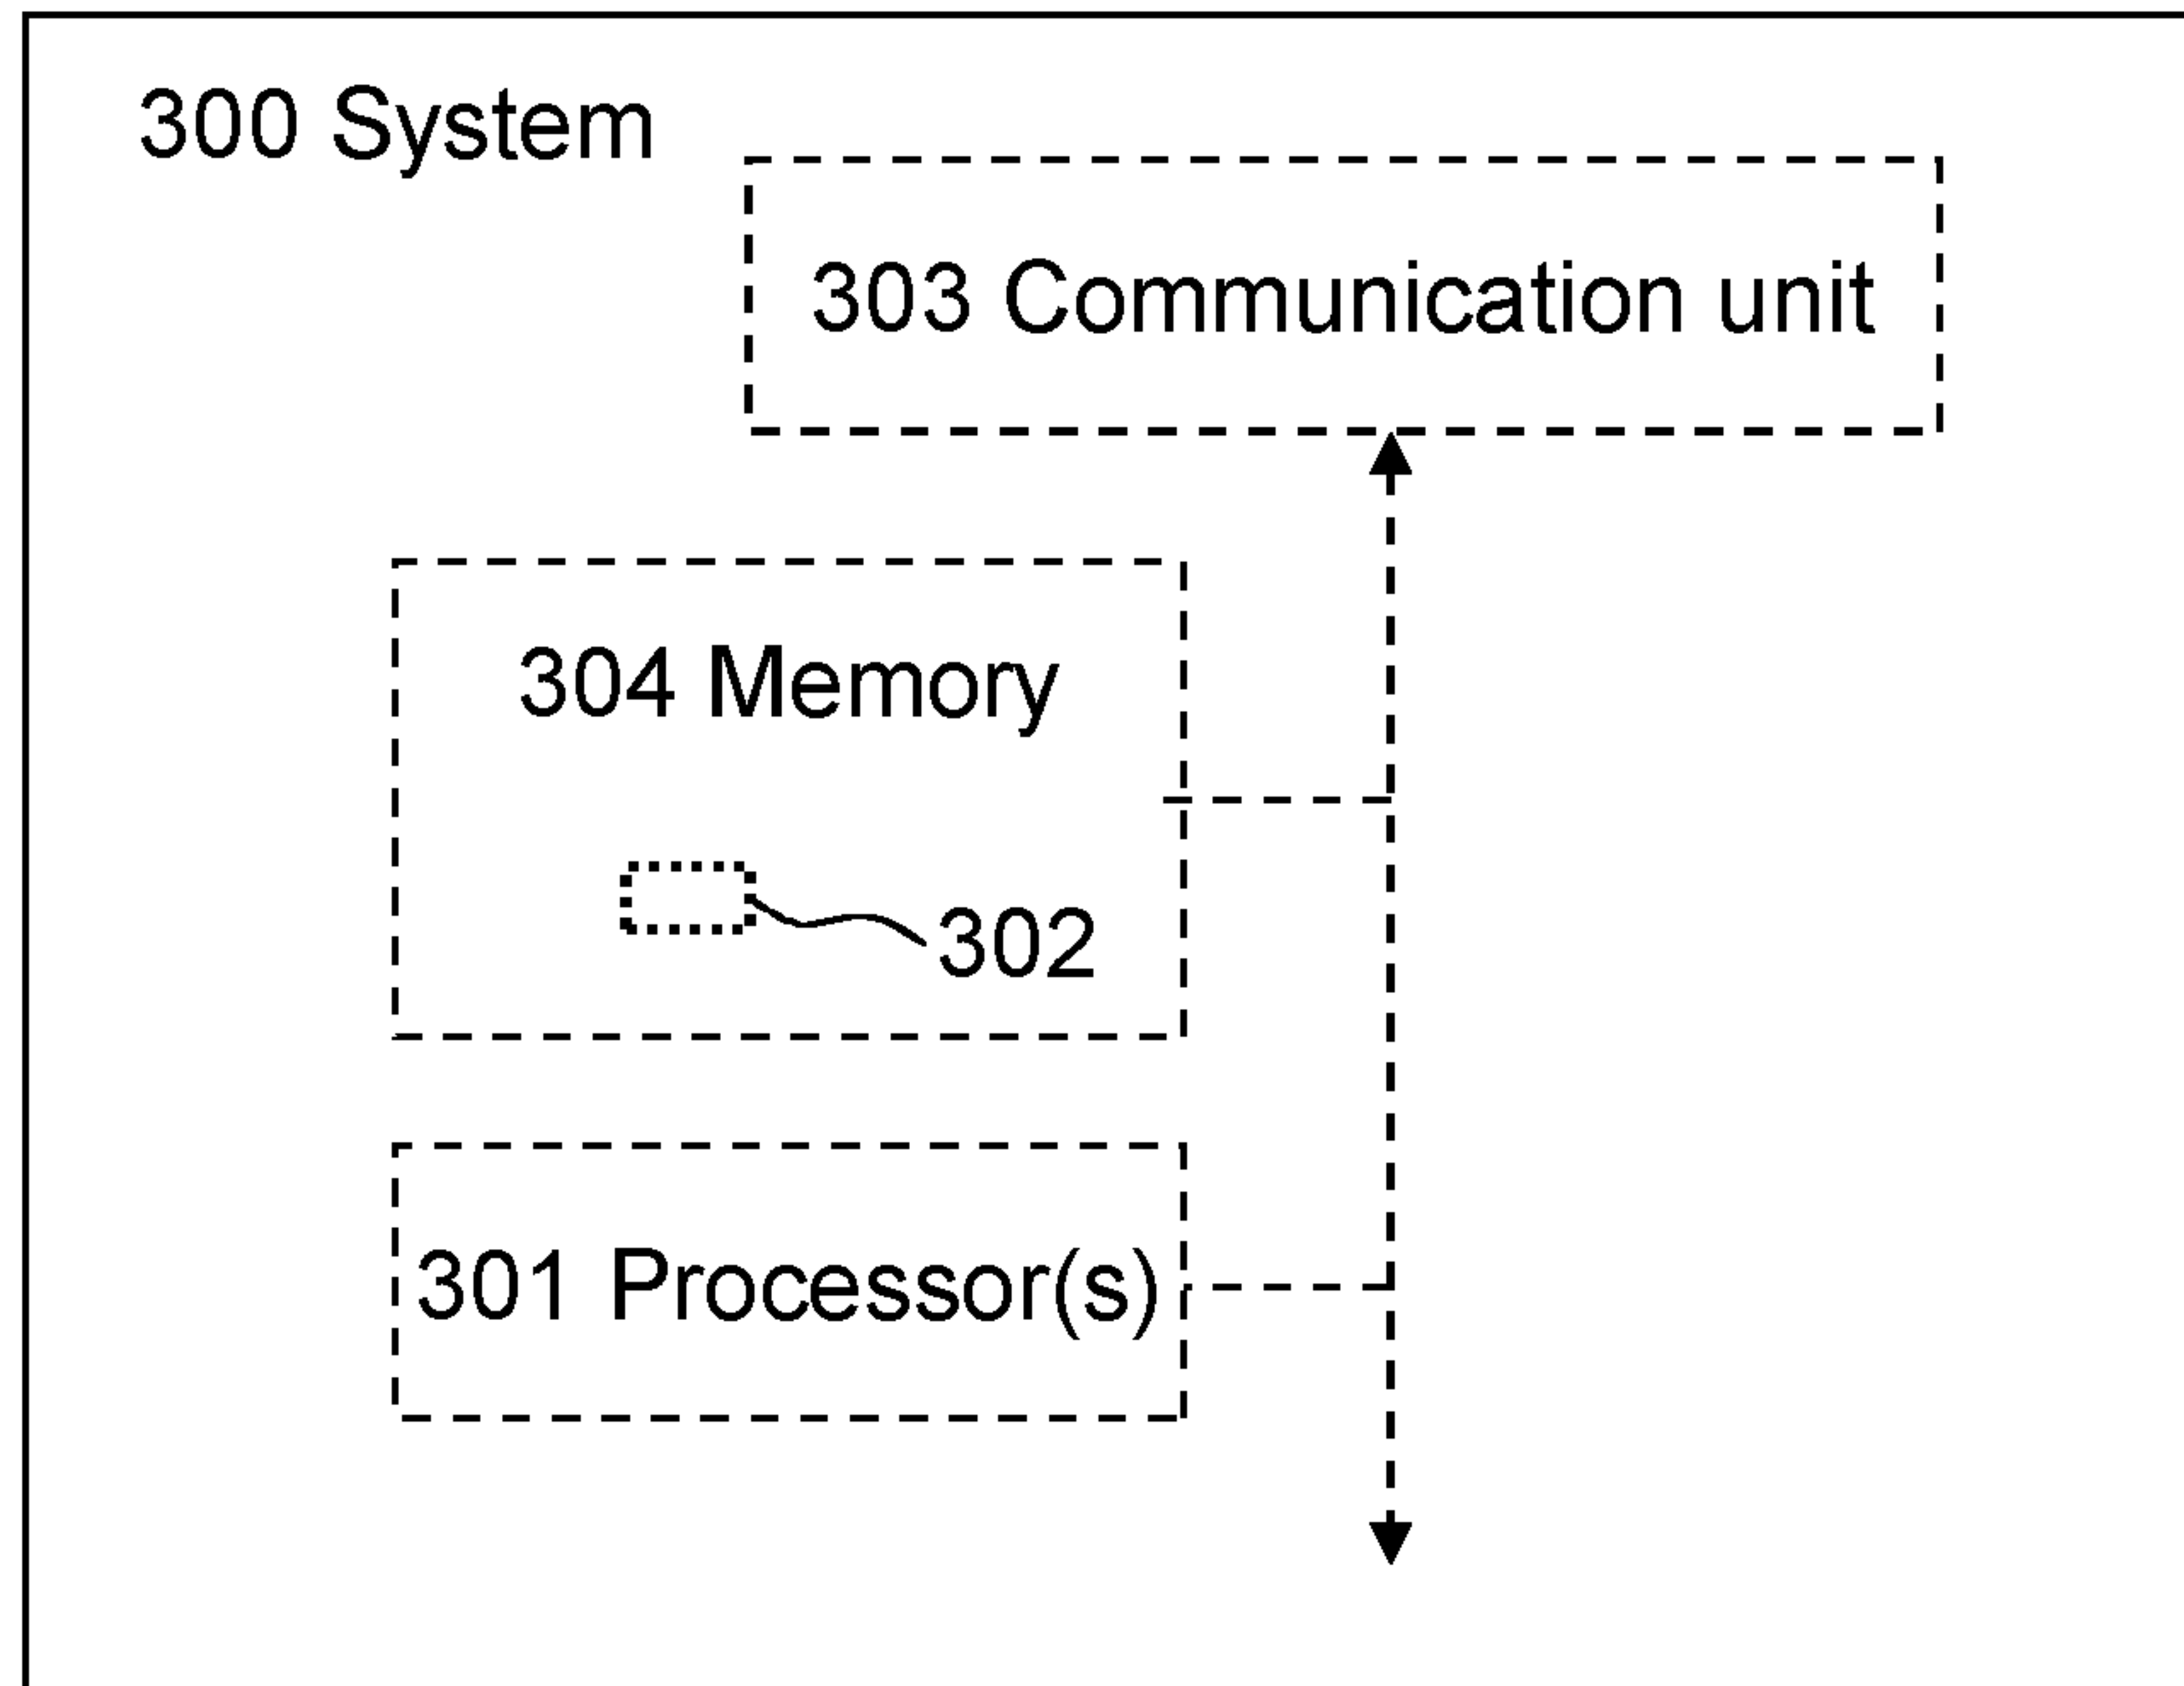 300 System
303 Communication unit
304 Memory
302
301 Processor(s)